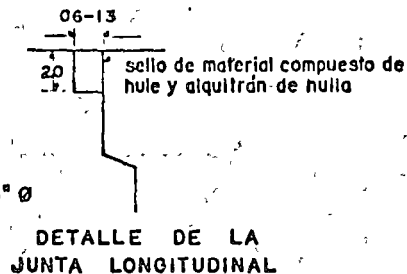 06-13
20
sello de material compuesto de
hule y alquitrán de hulla
" Ø
DETALLE DE LA
JUNTA LONGITUDINAL